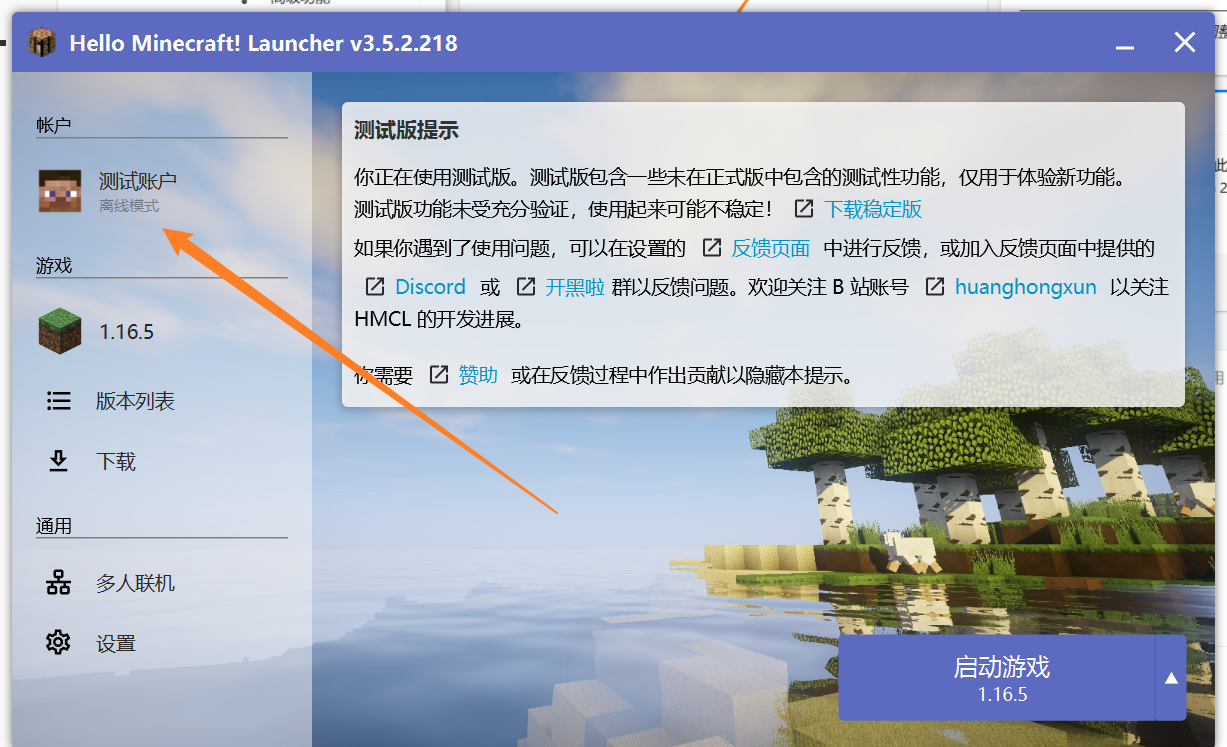 Hello Minecraft! Launcher v3.5.2.218
帐户
测试账户
离线模式
游戏
1.16.5
版本列表
下载
通用
多人联机
设置
测试版提示
你正在使用测试版。测试版包含一些未在正式版中包含的测试性功能，仅用于体验新功能。
测试版功能未受充分验证，使用起来可能不稳定！ 下载稳定版
如果你遇到了使用问题，可以在设置的 反馈页面 中进行反馈，或加入反馈页面中提供的
Discord 或 开黑啦 群以反馈问题。欢迎关注 B 站账号 huanghongxun 以关注
HMCL 的开发进展。
你需要 赞助 或在反馈过程中作出贡献以隐藏本提示。
启动游戏
1.16.5